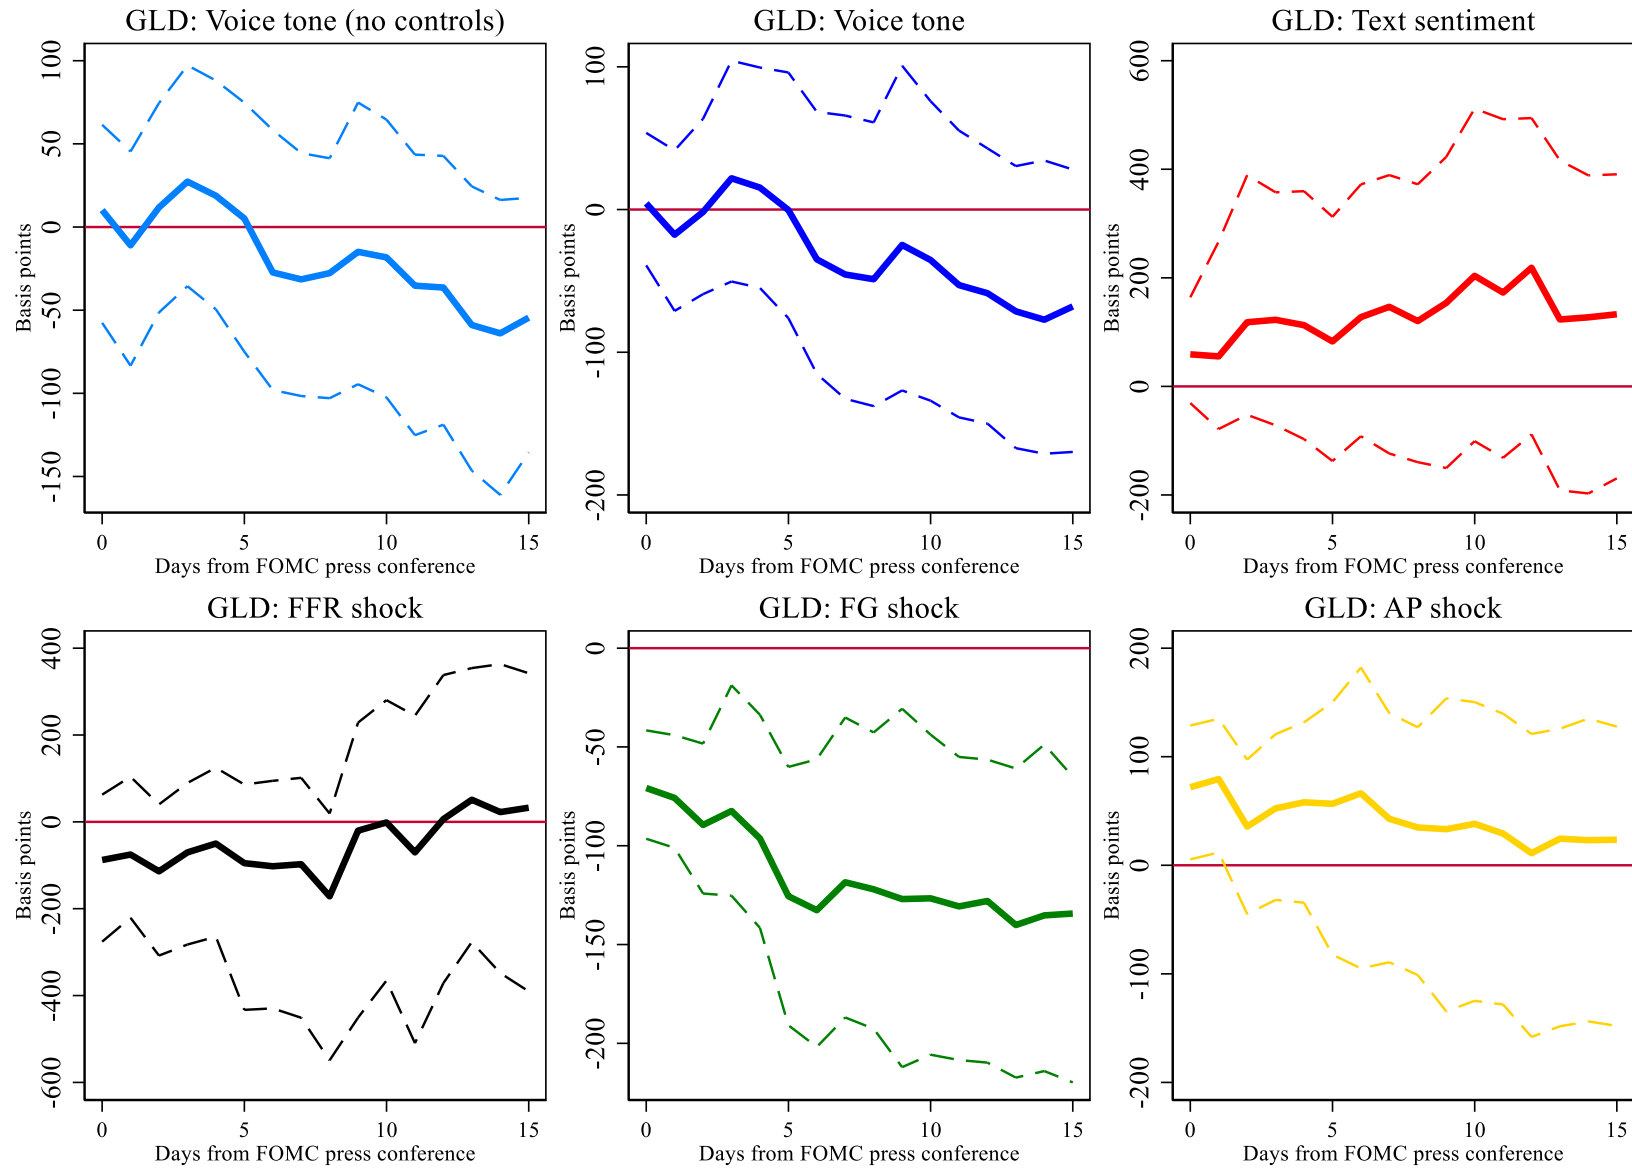 GLD: Voice tone (no controls)
Basis points
100
50
0
-50
-100
-150
0 5 10 15
Days from FOMC press conference
GLD: Voice tone
Basis points
100
0
-100
-200
0 5 10 15
Days from FOMC press conference
GLD: Text sentiment
Basis points
600
400
200
0
-200
0 5 10 15
Days from FOMC press conference
GLD: FFR shock
Basis points
400
200
0
-200
-400
-600
0 5 10 15
Days from FOMC press conference
GLD: FG shock
Basis points
0
-50
-100
-150
-200
0 5 10 15
Days from FOMC press conference
GLD: AP shock
Basis points
200
100
0
-100
-200
0 5 10 15
Days from FOMC press conference